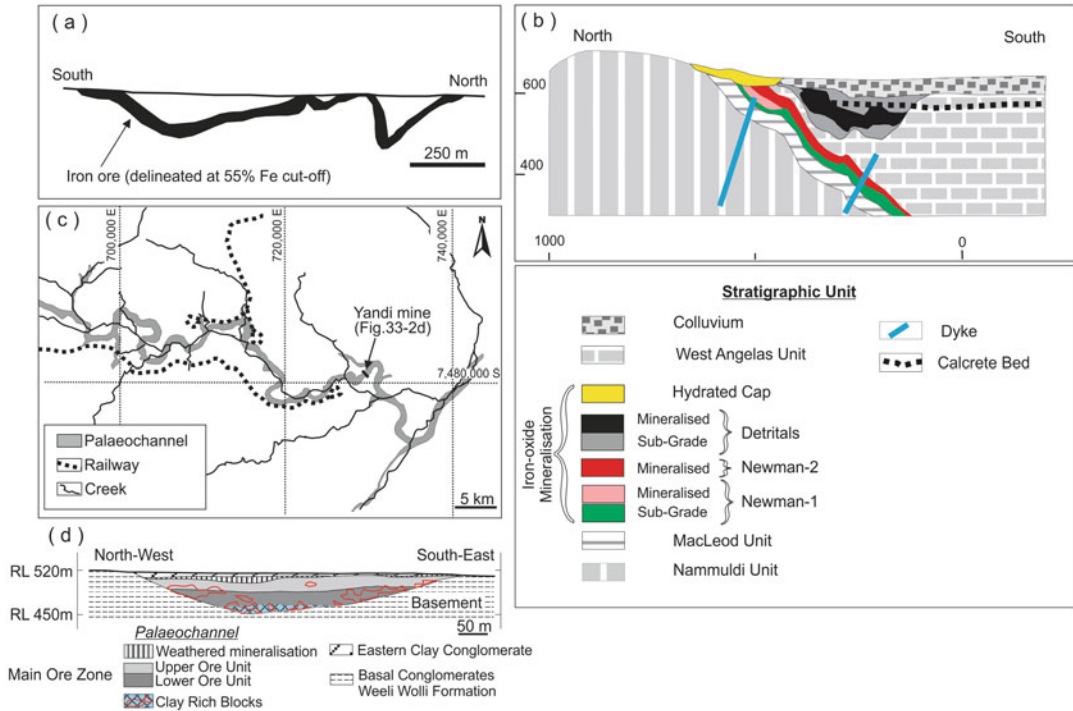 ( a )
South
North
Iron ore (delineated at 55% Fe cut-off)
250 m
( b )
North
South
600
400
1000
0
( c )
700,000 E
720,000 E
740,000 E
N
Yandi mine
(Fig.33-2d)
7,480,000 S
Palaeochannel
Railway
Creek
5 km
Stratigraphic Unit
Colluvium
West Angelas Unit
Hydrated Cap
Iron-oxide
Mineralisation
Mineralised
Sub-Grade
Detritals
Mineralised
Newman-2
Mineralised
Sub-Grade
Newman-1
MacLeod Unit
Nammuldi Unit
Dyke
Calcrete Bed
( d )
North-West
South-East
RL 520m
RL 450m
Basement
50 m
Palaeochannel
Weathered mineralisation
Main Ore Zone
Upper Ore Unit
Lower Ore Unit
Clay Rich Blocks
Eastern Clay Conglomerate
Basal Conglomerates
Weeli Wolli Formation